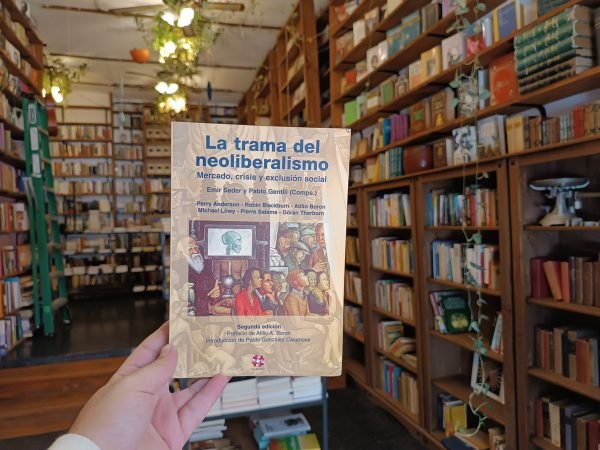 La trama del
neoliberalismo
Mercado, crisis y exclusión social
Emir Sader y Pablo Gentili (Comps.)
Perry Anderson - Robin Blackburn - Atilio Boron
Michael Löwy - Pierre Salama - Göran Therborn
Segunda edición
Prefacio de Atilio A. Boron
Introducción de Pablo González Casanova